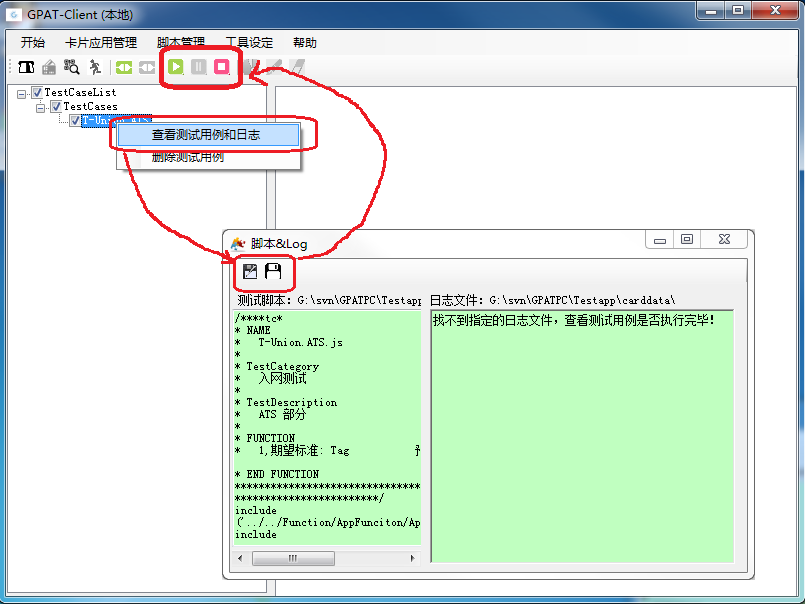 GPAT-Client (本地)
开始 卡片应用管理 脚本管理 工具设定 帮助
TestCaseList
TestCases
T-Union.ATS
查看测试用例和日志
删除测试用例
脚本&Log
测试脚本: G:\svn\GPATPC\Testapp
日志文件: G:\svn\GPATPC\Testapp\carddata\
/****tc*
* NAME
*   T-Union.ATS.js
*
* TestCategory
*   入网测试
*
* TestDescription
*   ATS 部分
*
* FUNCTION
*   1,期望标准: Tag
* END FUNCTION
*******************************
************************/
include
('../../Function/AppFunciton/Ap
include
找不到指定的日志文件，查看测试用例是否执行完毕!